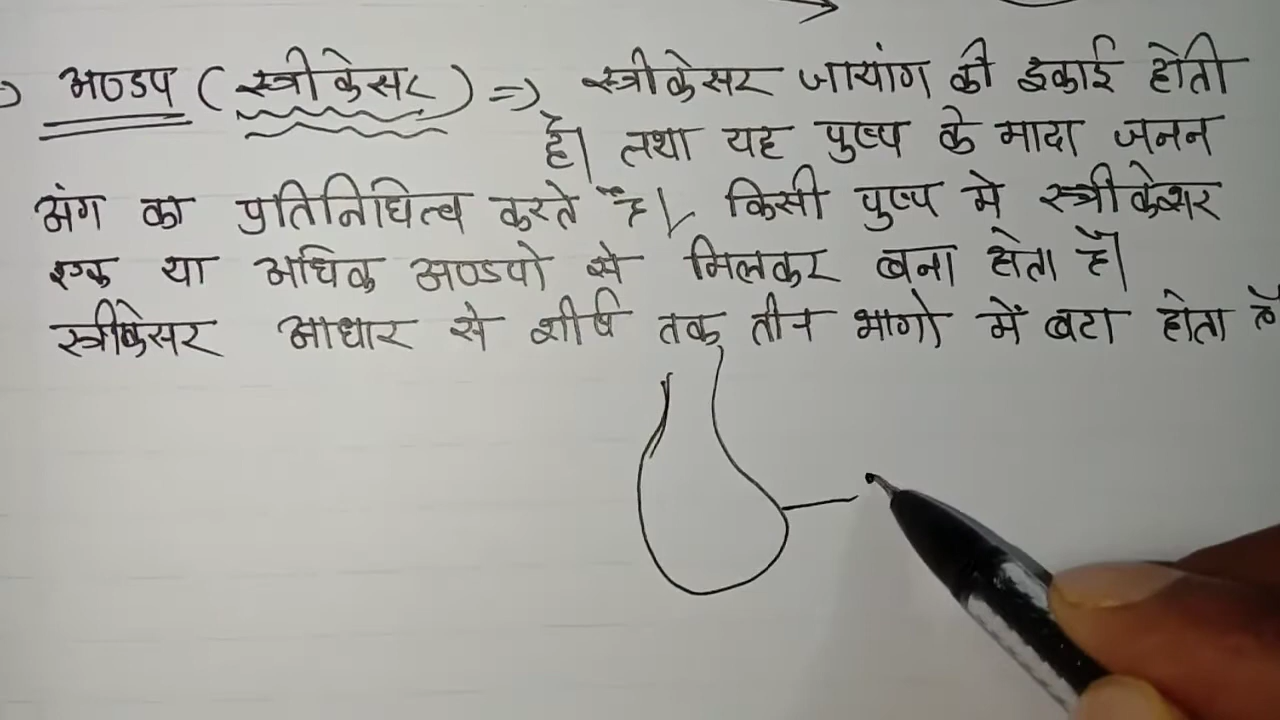 अण्डप (स्त्रीकेसर) => स्त्रीकेसर जायांग की इकाई होती
है। तथा यह पुष्प के मादा जनन
अंग का प्रतिनिधित्व करते है। किसी पुष्प मे स्त्रीकेशर
एक या अधिक अण्डपो से मिलकर बना होता है।
स्त्रीकेसर आधार से शीर्ष तक तीन भागो में बटा होता है